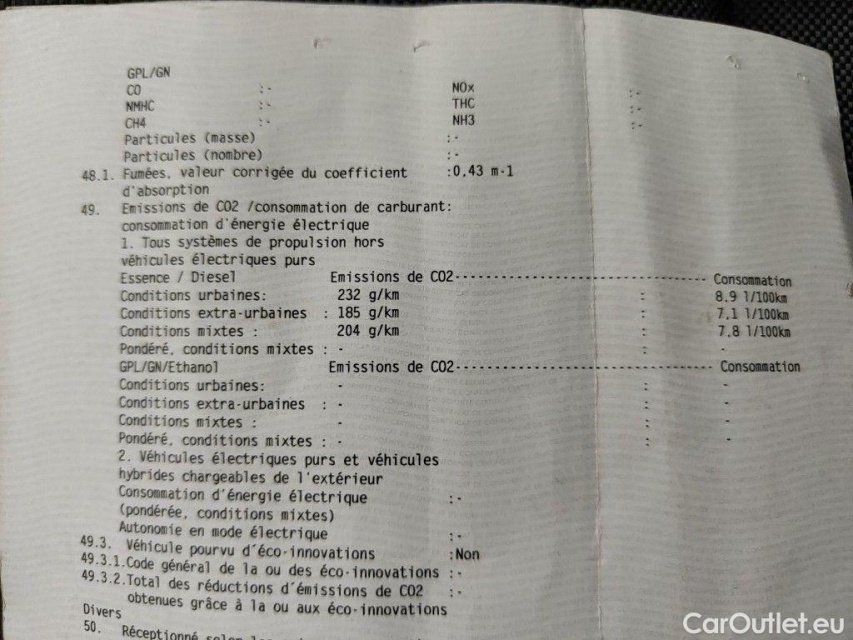 GPL/GN
CO :- NOx :-
NMHC :- THC :-
CH4 :- NH3 :-
Particules (masse) :-
Particules (nombre) :-
48.1. Fumées, valeur corrigée du coefficient :0,43 m-1
d'absorption
49. Emissions de CO2 /consommation de carburant:
consommation d'énergie électrique
1. Tous systèmes de propulsion hors
véhicules électriques purs
Essence / Diesel Emissions de CO2------------------------------- Consommation
Conditions urbaines: 232 g/km : 8,9 l/100km
Conditions extra-urbaines : 185 g/km : 7,1 l/100km
Conditions mixtes : 204 g/km : 7,8 l/100km
Pondéré, conditions mixtes : - : -
GPL/GN/Ethanol Emissions de CO2-------------------------------- Consommation
Conditions urbaines: - : -
Conditions extra-urbaines : - : -
Conditions mixtes : - : -
Pondéré, conditions mixtes : - : -
2. Véhicules électriques purs et véhicules
hybrides chargeables de l'extérieur
Consommation d'énergie électrique :-
(pondérée, conditions mixtes)
Autonomie en mode électrique :-
49.3. Véhicule pourvu d'éco-innovations :Non
49.3.1.Code général de la ou des éco-innovations :-
49.3.2.Total des réductions d'émissions de CO2 :-
obtenues grâce à la ou aux éco-innovations
Divers
50. Réceptionné selon
CarOutlet.eu